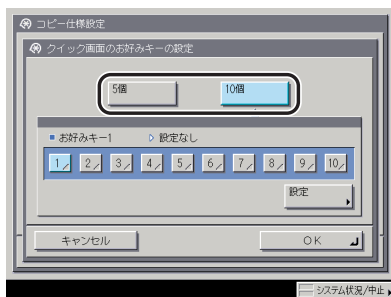 コピー仕様設定
クイック画面のお好みキーの設定
5個 10個
お好みキー1 設定なし
1 2 3 4 5 6 7 8 9 10
設定
キャンセル OK
システム状況/中止